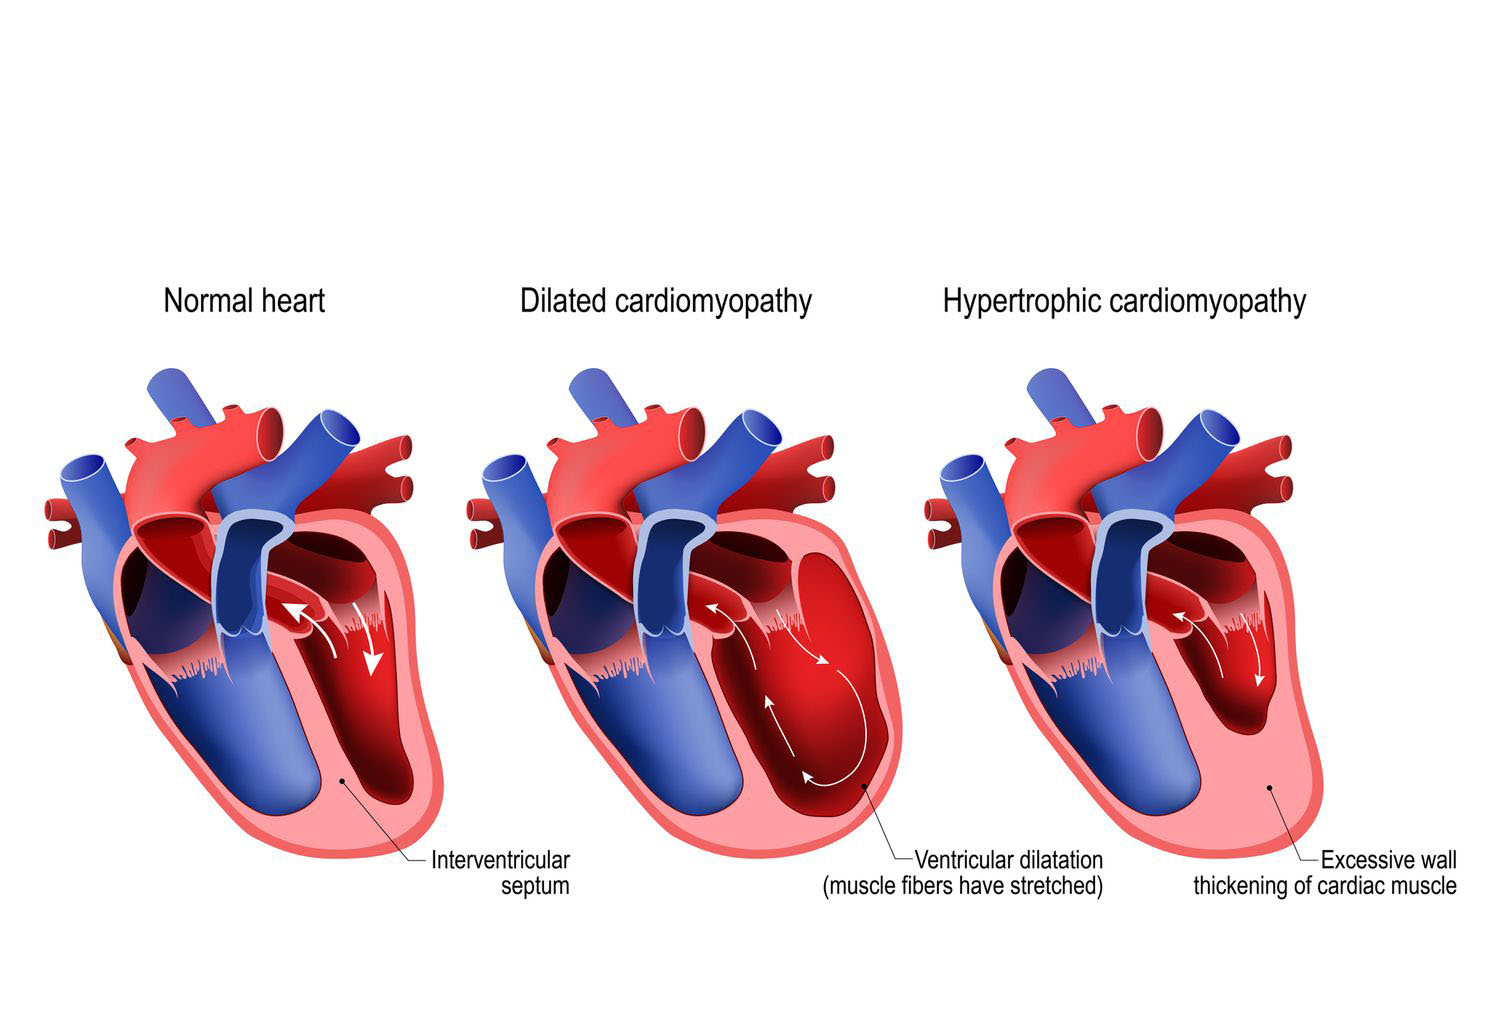 Normal heart
Dilated cardiomyopathy
Hypertrophic cardiomyopathy
Interventricular
septum
Ventricular dilatation
(muscle fibers have stretched)
Excessive wall
thickening of cardiac muscle